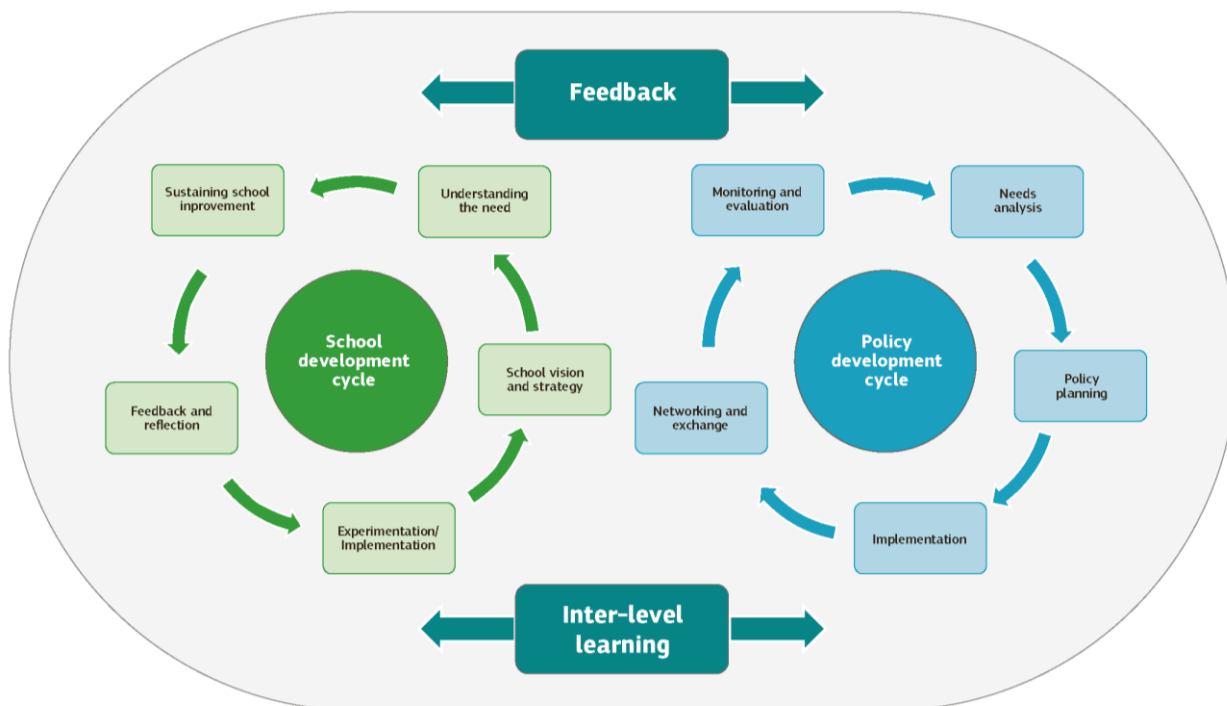 Feedback
Sustaining school
inprovement
Understanding
the need
Monitoring and
evaluation
Needs
analysis
School
development
cycle
School vision
and strategy
Feedback and
reflection
Experimentation/
Implementation
Policy
development
cycle
Policy
planning
Networking and
exchange
Implementation
Inter-level
learning